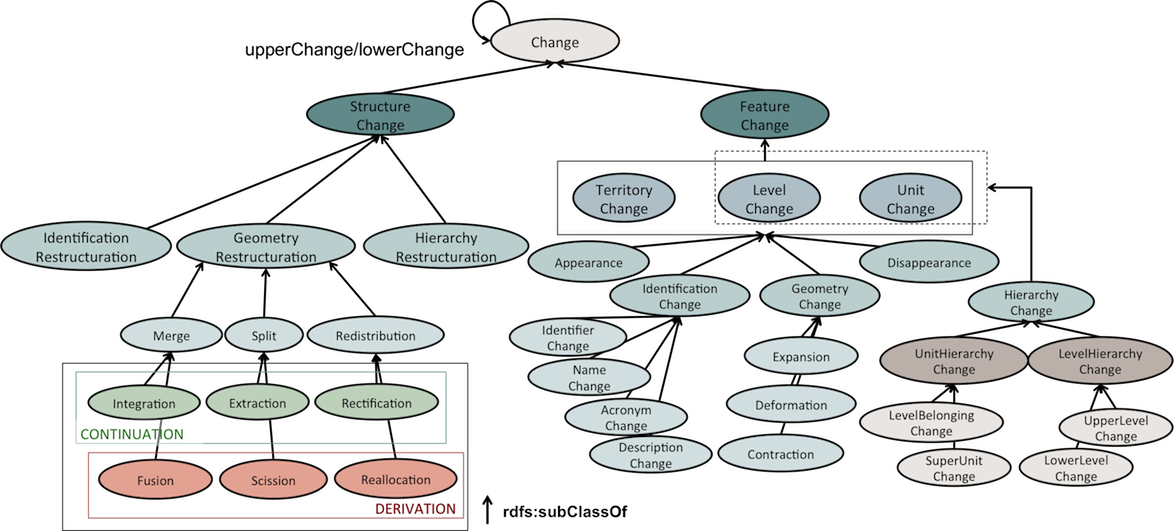 Change
upperChange/lowerChange
Structure
Change
Feature
Change
Territory
Change
Level
Change
Unit
Change
Identification
Restructuration
Geometry
Restructuration
Hierarchy
Restructuration
Appearance
Disappearance
Identification
Change
Geometry
Change
Hierarchy
Change
Merge
Split
Redistribution
Identifier
Change
Name
Change
Acronym
Change
Description
Change
Expansion
Deformation
Contraction
UnitHierarchy
Change
LevelHierarchy
Change
LevelBelonging
Change
UpperLevel
Change
SuperUnit
Change
LowerLevel
Change
Integration
Extraction
Rectification
CONTINUATION
Fusion
Scission
Reallocation
DERIVATION
rdfs:subClassOf